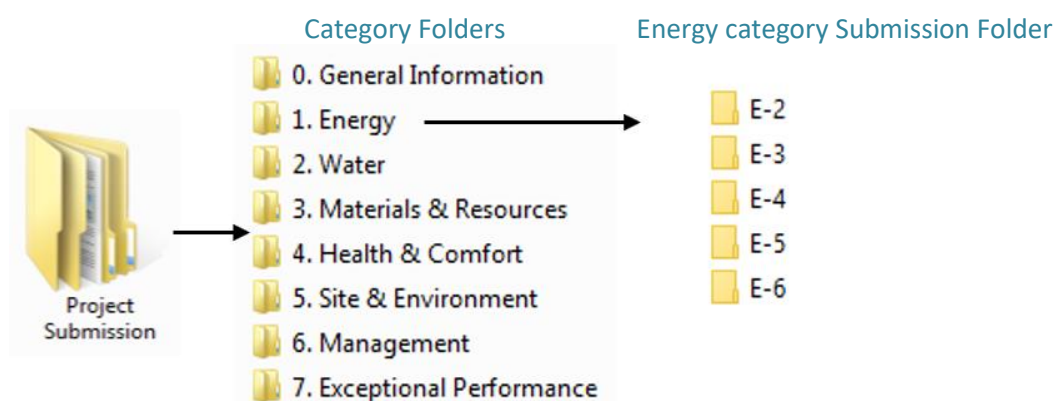 Category Folders
Energy category Submission Folder
0. General Information
1. Energy
2. Water
3. Materials & Resources
4. Health & Comfort
5. Site & Environment
6. Management
7. Exceptional Performance
Project
Submission
E-2
E-3
E-4
E-5
E-6